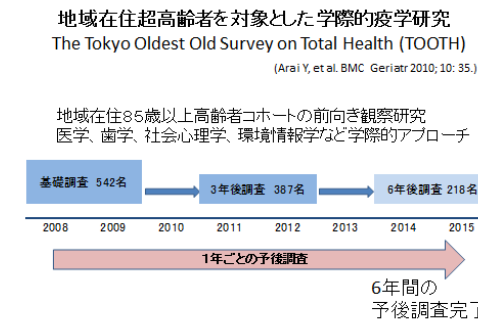 地域在住超高齢者を対象とした学際的疫学研究
The Tokyo Oldest Old Survey on Total Health (TOOTH)
(Arai Y, et al. BMC Geriatr 2010; 10: 35.)
地域在住85歳以上高齢者コホートの前向き観察研究
医学、歯学、社会心理学、環境情報学など学際的アプローチ
基礎調査 542名
3年後調査 387名
6年後調査 218名
2008 2009 2010 2011 2012 2013 2014 2015
1年ごとの予後調査
6年間の
予後調査完了